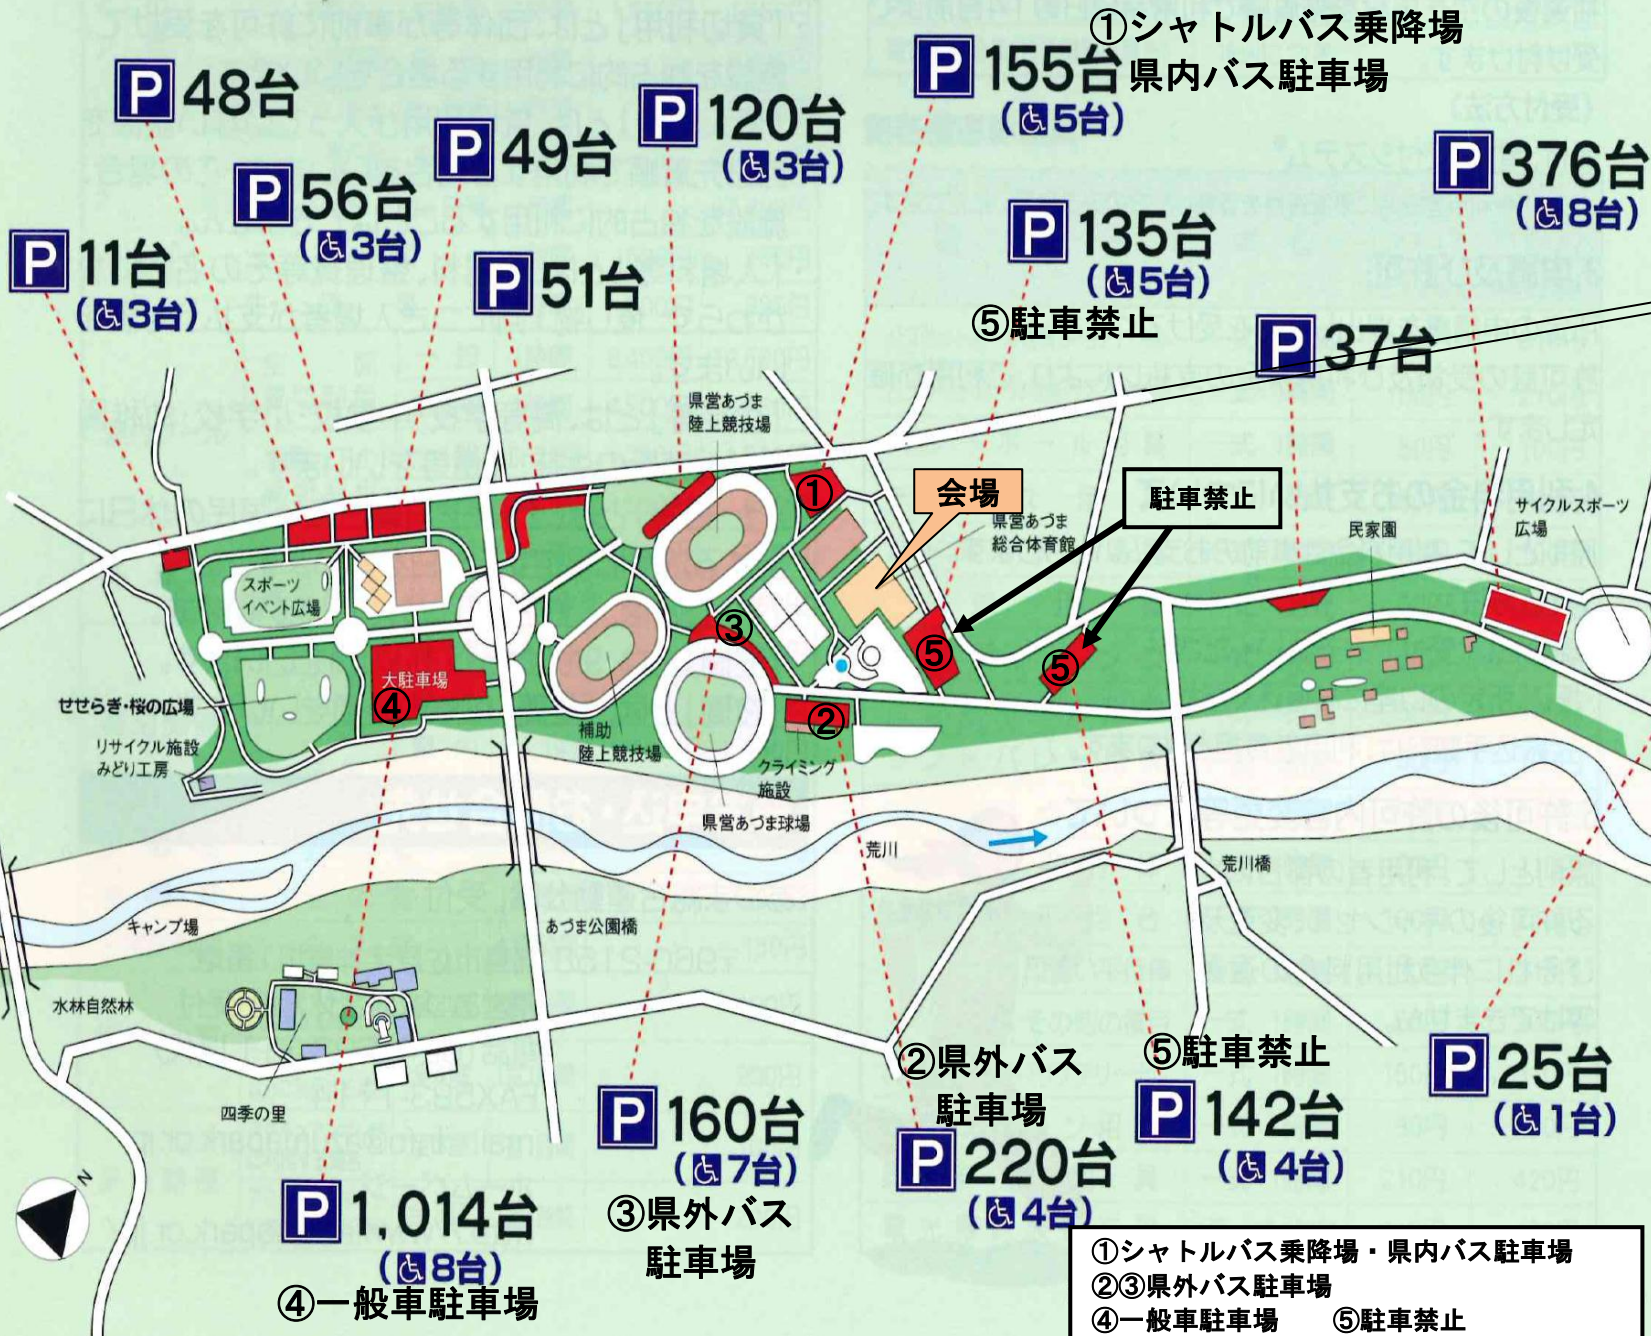 ①シャトルバス乗降場
P 155台 県内バス駐車場
(♿5台)
P 48台
P 120台
(♿3台)
P 49台
P 376台
(♿8台)
P 56台
(♿3台)
P 135台
(♿5台)
⑤駐車禁止
P 11台
(♿3台)
P 51台
P 37台
県営あづま
陸上競技場
①
会場
駐車禁止
県営あづま
総合体育館
民家園
サイクルスポーツ
広場
スポーツ
イベント広場
③
⑤
⑤
大駐車場
④
せせらぎ・桜の広場
②
リサイクル施設
みどり工房
補助
陸上競技場
クライミング
施設
県営あづま球場
荒川
荒川橋
キャンプ場
あづま公園橋
水林自然林
四季の里
N
②県外バス
駐車場
P 220台
(♿4台)
⑤駐車禁止
P 142台
(♿4台)
P 25台
(♿1台)
P 160台
(♿7台)
③県外バス
駐車場
P 1,014台
(♿8台)
④一般車駐車場
①シャトルバス乗降場・県内バス駐車場
②③県外バス駐車場
④一般車駐車場 ⑤駐車禁止